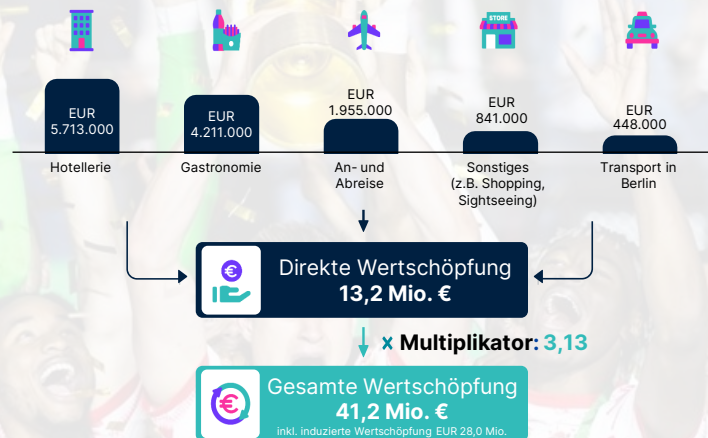 STORE
EUR
5.713.000
EUR
4.211.000
EUR
1.955.000
EUR
841.000
EUR
448.000
Hotellerie
Gastronomie
An- und
Abreise
Sonstiges
(z.B. Shopping,
Sightseeing)
Transport in
Berlin
€
Direkte Wertschöpfung
13,2 Mio. €
x Multiplikator: 3,13
€
Gesamte Wertschöpfung
41,2 Mio. €
inkl. induzierte Wertschöpfung EUR 28,0 Mio.